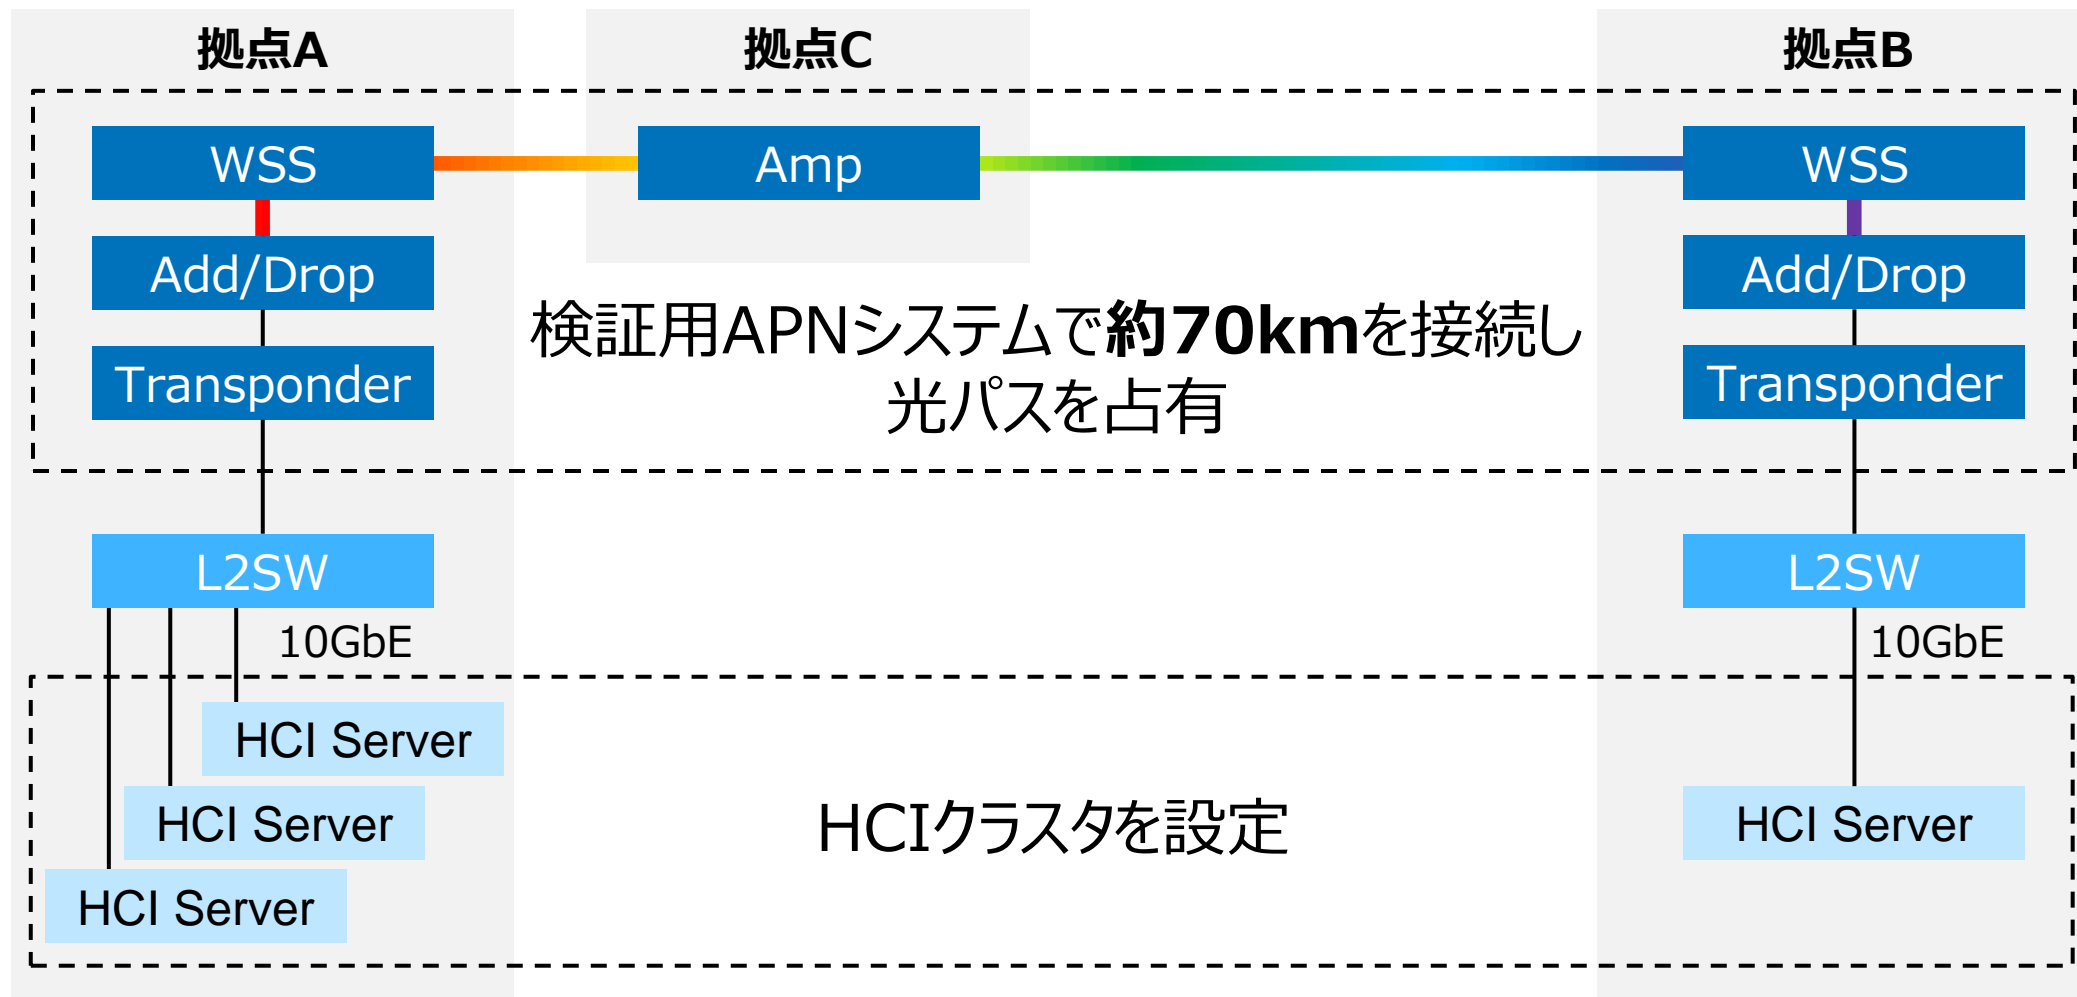 拠点A
拠点C
拠点B
WSS
Amp
WSS
Add/Drop
Add/Drop
検証用APNシステムで約70kmを接続し
光パスを占有
Transponder
Transponder
L2SW
L2SW
10GbE
10GbE
HCI Server
HCI Server
HCI Server
HCIクラスタを設定
HCI Server